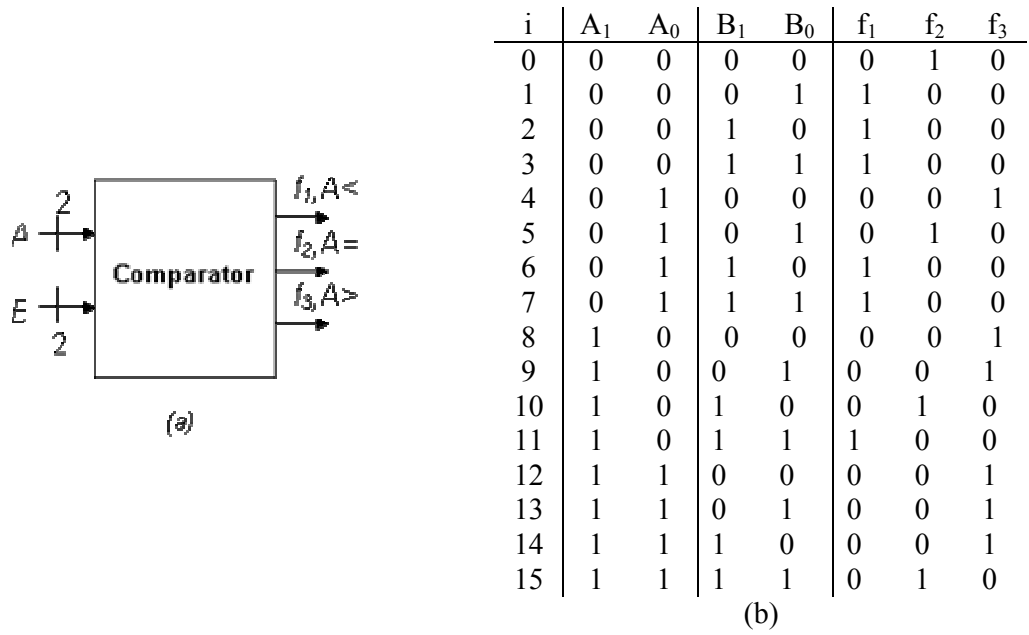 2
A
E
2
Comparator
f₁, A<
f₂, A=
f₃, A>
(a)
i A₁ A₀ B₁ B₀ f₁ f₂ f₃
0 0 0 0 0 0 1 0
1 0 0 0 1 1 0 0
2 0 0 1 0 1 0 0
3 0 0 1 1 1 0 0
4 0 1 0 0 0 0 1
5 0 1 0 1 0 1 0
6 0 1 1 0 1 0 0
7 0 1 1 1 1 0 0
8 1 0 0 0 0 0 1
9 1 0 0 1 0 0 1
10 1 0 1 0 0 1 0
11 1 0 1 1 1 0 0
12 1 1 0 0 0 0 1
13 1 1 0 1 0 0 1
14 1 1 1 0 0 0 1
15 1 1 1 1 0 1 0
(b)